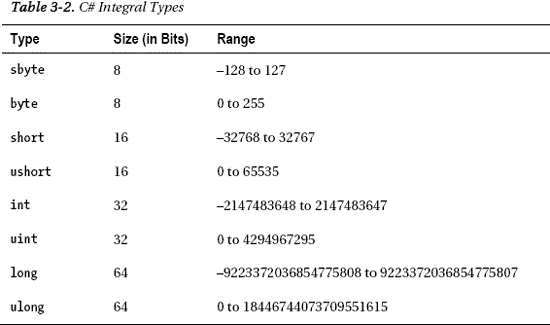 Table 3-2. C# Integral Types
Type Size (in Bits) Range
sbyte 8 –128 to 127
byte 8 0 to 255
short 16 –32768 to 32767
ushort 16 0 to 65535
int 32 –2147483648 to 2147483647
uint 32 0 to 4294967295
long 64 –9223372036854775808 to 9223372036854775807
ulong 64 0 to 18446744073709551615